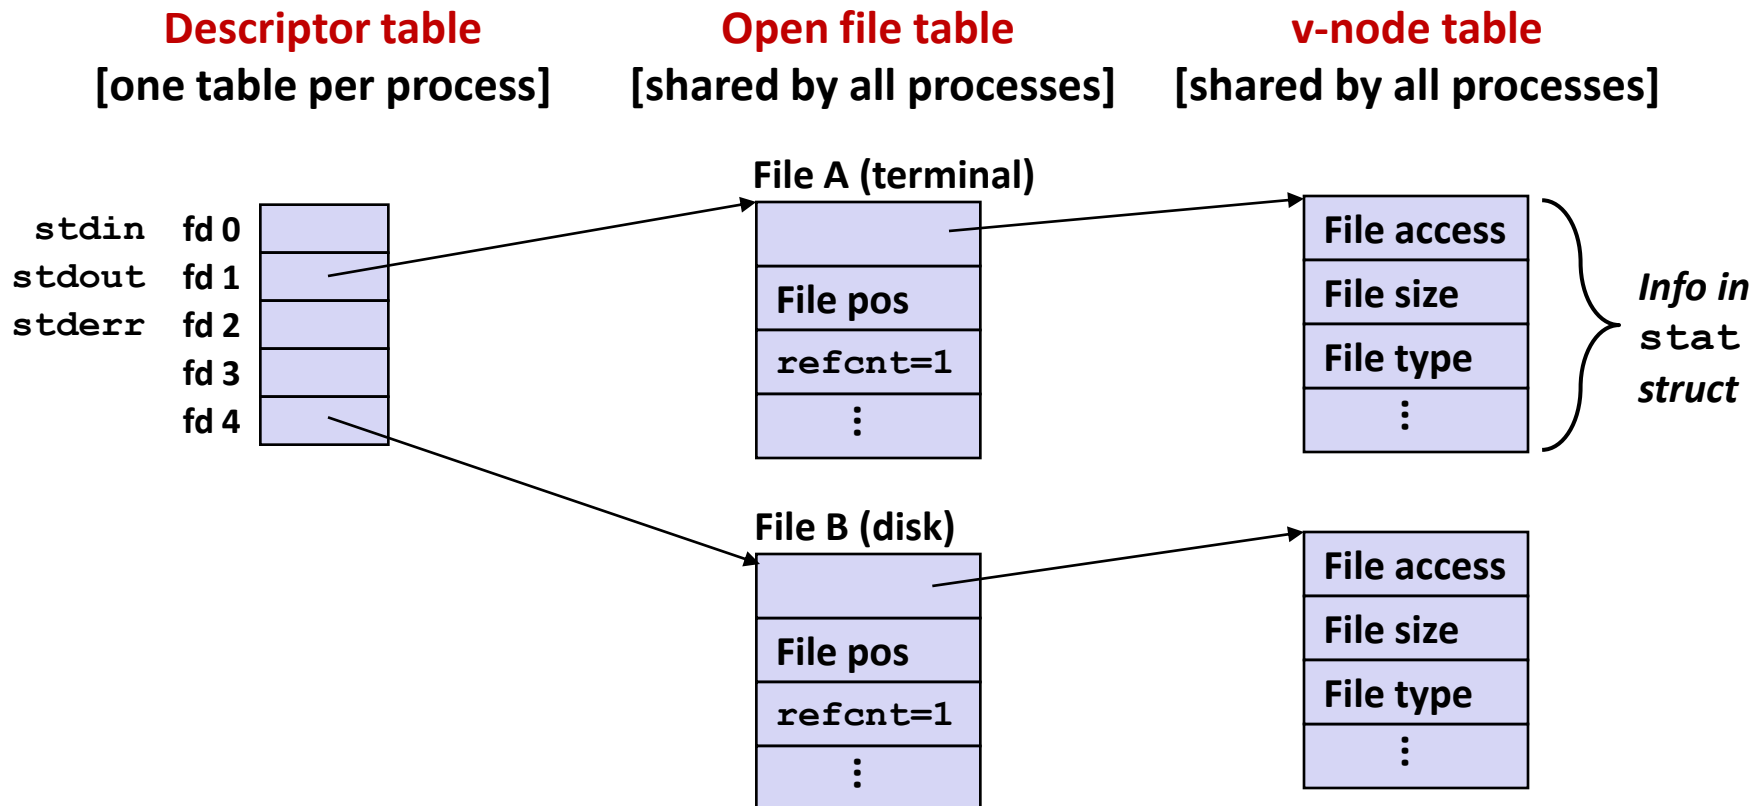 Descriptor table
[one table per process]
Open file table
[shared by all processes]
v-node table
[shared by all processes]
stdin fd 0
stdout fd 1
stderr fd 2
fd 3
fd 4
File A (terminal)
File pos
refcnt=1
⋮
File B (disk)
File pos
refcnt=1
⋮
File access
File size
File type
⋮
Info in
stat
struct
File access
File size
File type
⋮